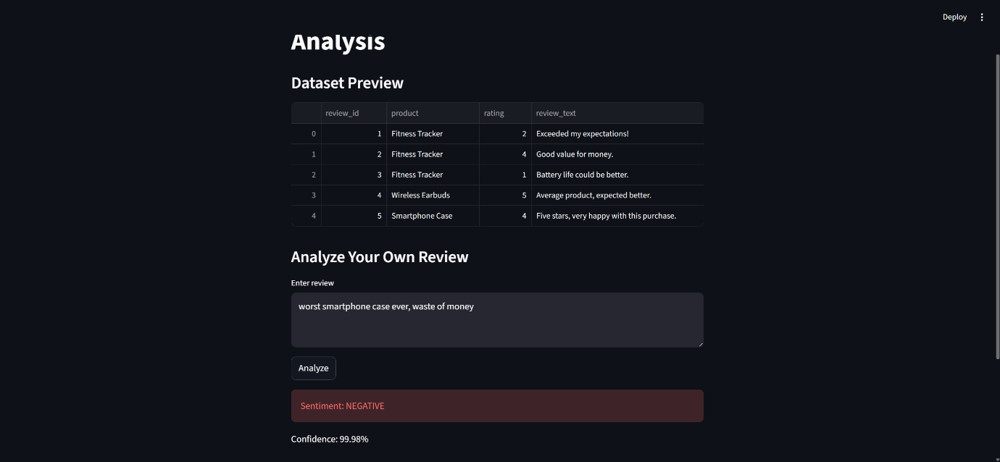 Deploy
Analysis
Dataset Preview
review_id product rating review_text
0 1 Fitness Tracker 2 Exceeded my expectations!
1 2 Fitness Tracker 4 Good value for money.
2 3 Fitness Tracker 1 Battery life could be better.
3 4 Wireless Earbuds 5 Average product, expected better.
4 5 Smartphone Case 4 Five stars, very happy with this purchase.
Analyze Your Own Review
Enter review
worst smartphone case ever, waste of money
Analyze
Sentiment: NEGATIVE
Confidence: 99.98%